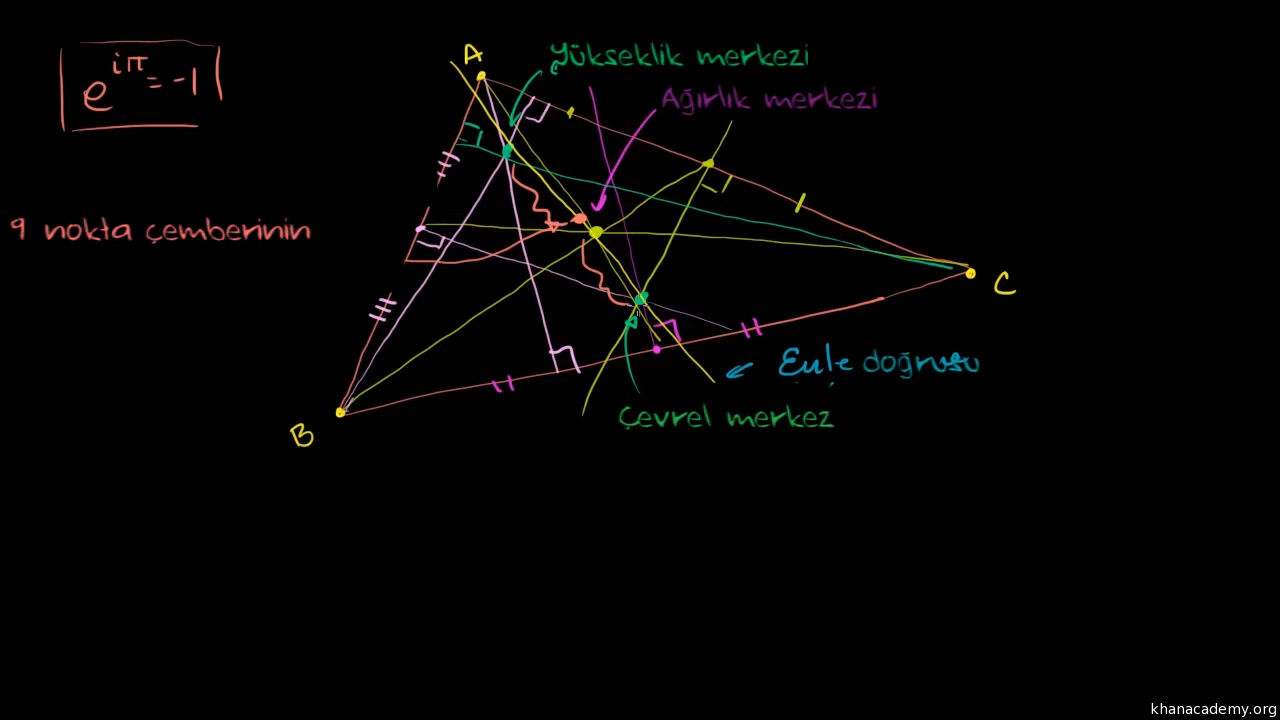 e^{iπ} = -1
A
Yükseklik merkezi
Ağırlık merkezi
9 nokta çemberinin
C
Eule doğrusu
Çevrel merkez
B
khanacademy.org